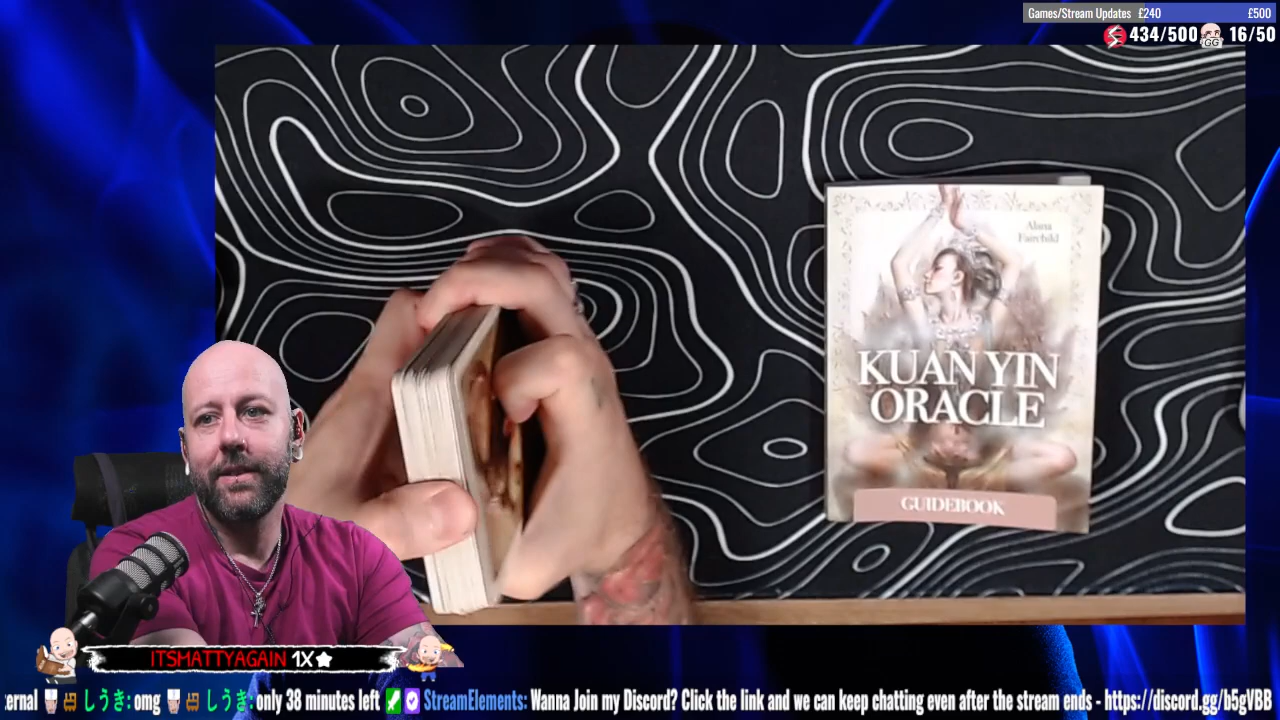 Games/Stream Updates £240 £500
434/500 16/50
GG
Alana
Fairchild
KUAN YIN
ORACLE
GUIDEBOOK
ITSMATTYAGAIN 1X
ernal しうき: omg しうき: only 38 minutes left StreamElements: Wanna Join my Discord? Click the link and we can keep chatting even after the stream ends - https://discord.gg/b5gVBB